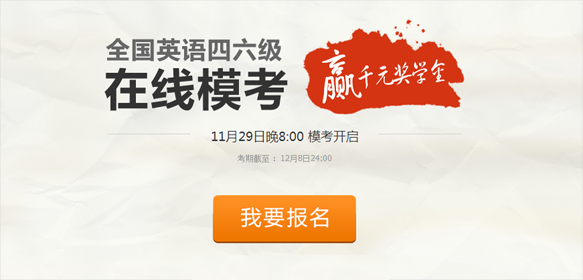 全国英语四六级
在线模考
赢千元奖学金
11月29日晚8:00 模考开启
考期截至：12月8日24:00
我要报名